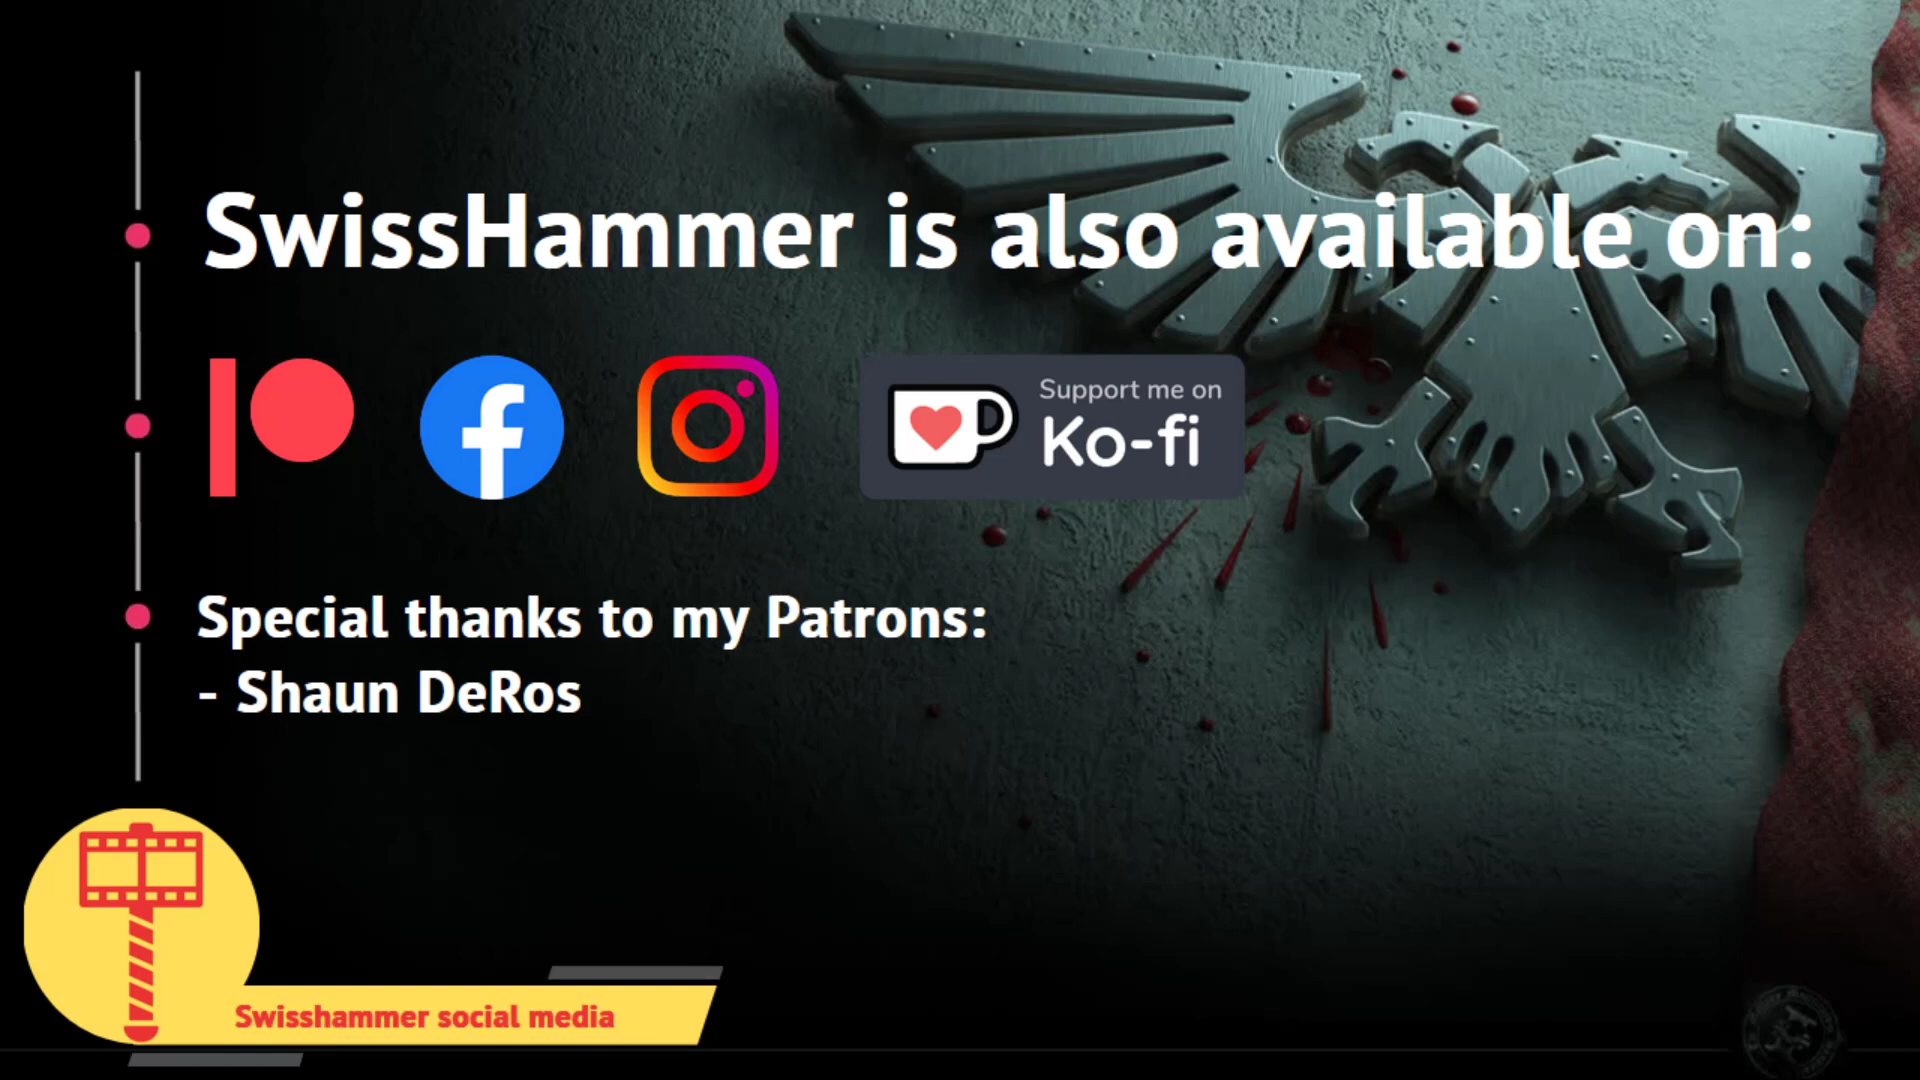 SwissHammer is also available on:
Support me on
Ko-fi
Special thanks to my Patrons:
- Shaun DeRos
Swisshammer social media